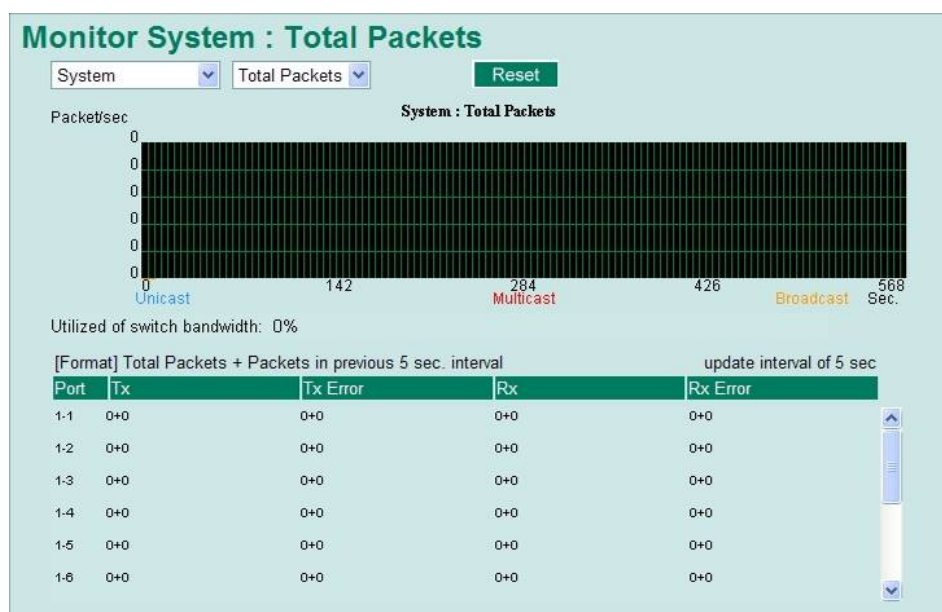 Monitor System : Total Packets
System Total Packets Reset
System : Total Packets
Packet/sec
0
0
0
0
0
0
0 142 284 426 568
Unicast Multicast Broadcast Sec.
Utilized of switch bandwidth: 0%
[Format] Total Packets + Packets in previous 5 sec. interval update interval of 5 sec
Port Tx Tx Error Rx Rx Error
1-1 0+0 0+0 0+0 0+0
1-2 0+0 0+0 0+0 0+0
1-3 0+0 0+0 0+0 0+0
1-4 0+0 0+0 0+0 0+0
1-5 0+0 0+0 0+0 0+0
1-6 0+0 0+0 0+0 0+0